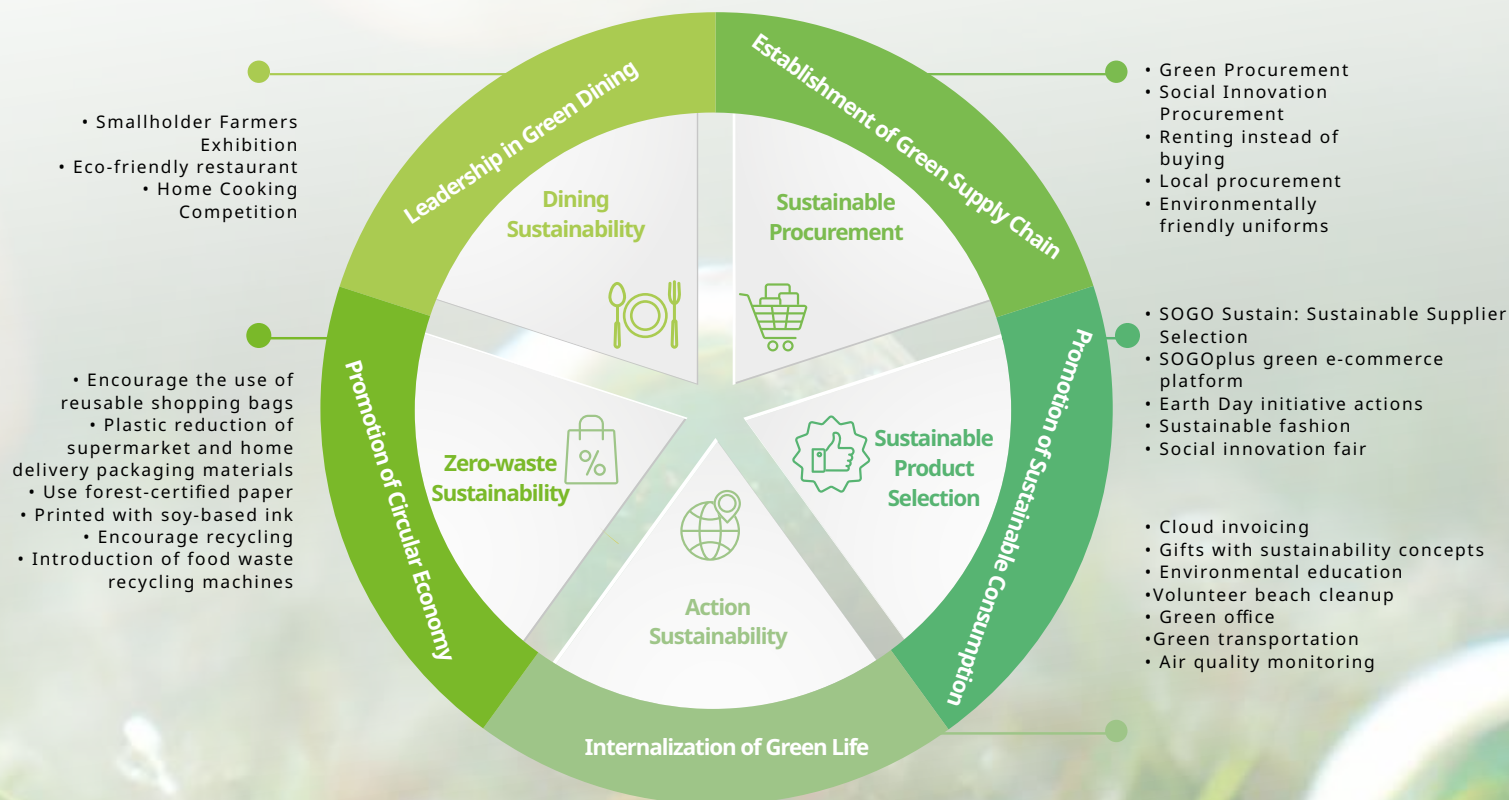 Leadership in Green Dining
Establishment of Green Supply Chain
Promotion of Sustainable Consumption
Internalization of Green Life
Promotion of Circular Economy
Dining
Sustainability
Sustainable
Procurement
Sustainable
Product
Selection
Action
Sustainability
Zero-waste
Sustainability
%
• Smallholder Farmers
Exhibition
• Eco-friendly restaurant
• Home Cooking
Competition
• Encourage the use of
reusable shopping bags
• Plastic reduction of
supermarket and home
delivery packaging materials
• Use forest-certified paper
• Printed with soy-based ink
• Encourage recycling
• Introduction of food waste
recycling machines
• Green Procurement
• Social Innovation
Procurement
• Renting instead of
buying
• Local procurement
• Environmentally
friendly uniforms
• SOGO Sustain: Sustainable Supplier
Selection
• SOGOplus green e-commerce
platform
• Earth Day initiative actions
• Sustainable fashion
• Social innovation fair
• Cloud invoicing
• Gifts with sustainability concepts
• Environmental education
•Volunteer beach cleanup
• Green office
•Green transportation
• Air quality monitoring